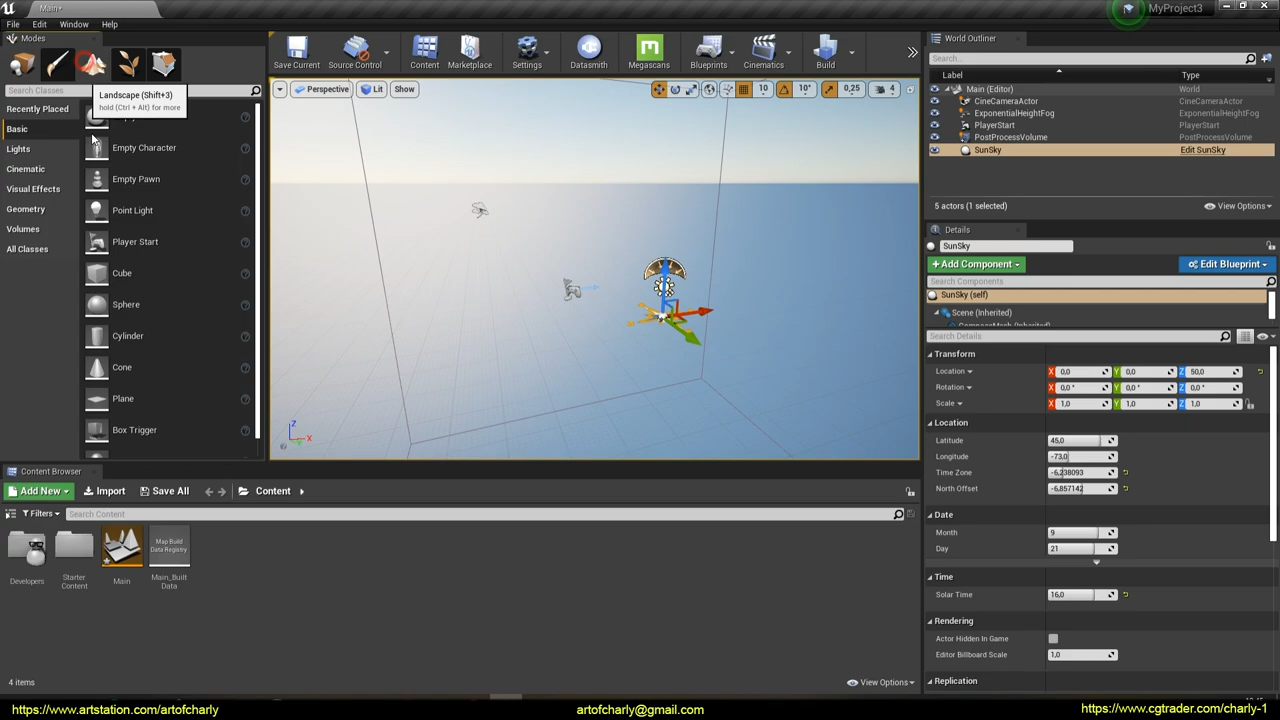 Main+
MyProject3
File Edit Window Help
Modes
Search Classes
Landscape (Shift+3)
hold (Ctrl + Alt) for more
Recently Placed
Basic
Lights
Cinematic
Visual Effects
Geometry
Volumes
All Classes
Empty Character
Empty Pawn
Point Light
Player Start
Cube
Sphere
Cylinder
Cone
Plane
Box Trigger
Save Current
Source Control
Content
Marketplace
Settings
Datasmith
Megascans
Blueprints
Cinematics
Build
Perspective Lit Show
10 10° 0,25 4
Z
X
World Outliner
Search...
Label Type
Main (Editor) World
CineCameraActor CineCameraActor
ExponentialHeightFog ExponentialHeightFog
PlayerStart PlayerStart
PostProcessVolume PostProcessVolume
SunSky Edit SunSky
5 actors (1 selected) View Options
Details
SunSky
+ Add Component Edit Blueprint
Search Components
SunSky (self)
Scene (Inherited)
Search Details
Transform
Location X 0,0 Y 0,0 Z 50,0
Rotation X 0,0 ° Y 0,0 ° Z 0,0 °
Scale X 1,0 Y 1,0 Z 1,0
Location
Latitude 45,0
Longitude -73,0
Time Zone -6,238093
North Offset -6,857142
Date
Month 9
Day 21
Time
Solar Time 16,0
Rendering
Actor Hidden In Game
Editor Billboard Scale 1,0
Replication
Content Browser
Add New Import Save All Content
Filters Search Content
Developers
Starter
Content
Main
Map Build
Data Registry
Main_Built
Data
4 items View Options
https://www.artstation.com/artofcharly artofcharly@gmail.com https://www.cgtrader.com/charly-1